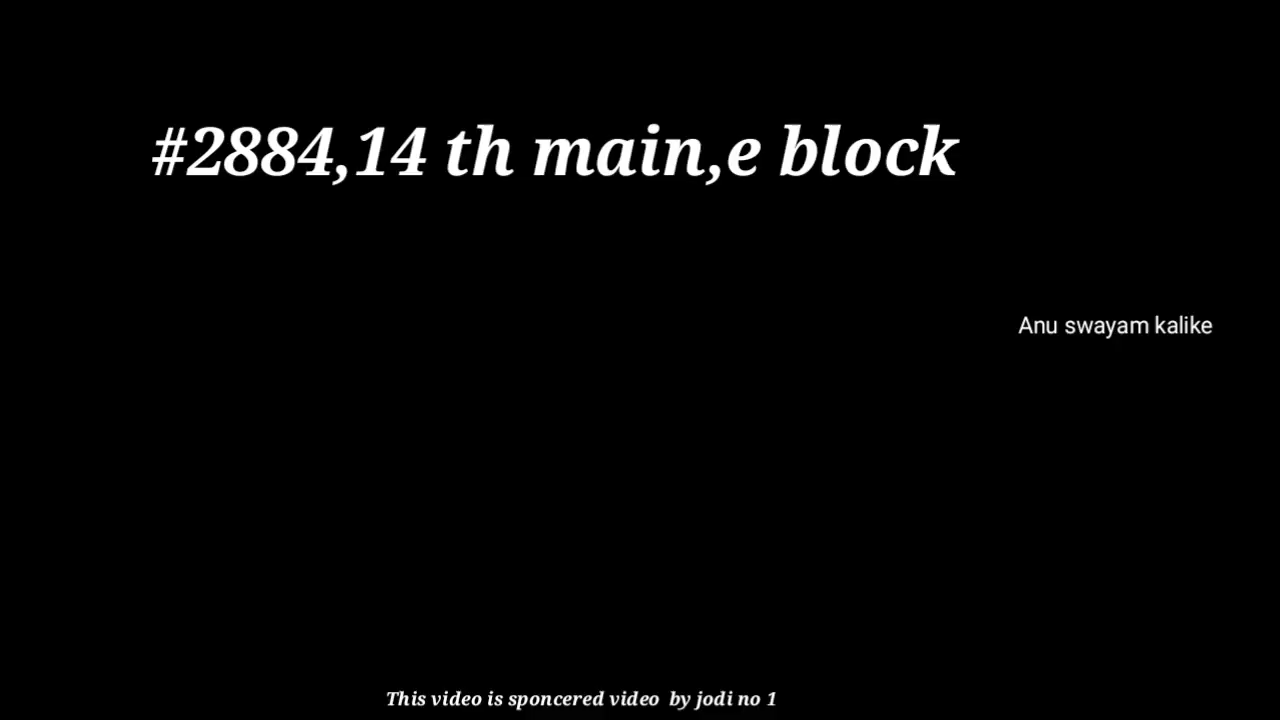 #2884,14 th main,e block
Anu swayam kalike
This video is sponcered video  by jodi no 1